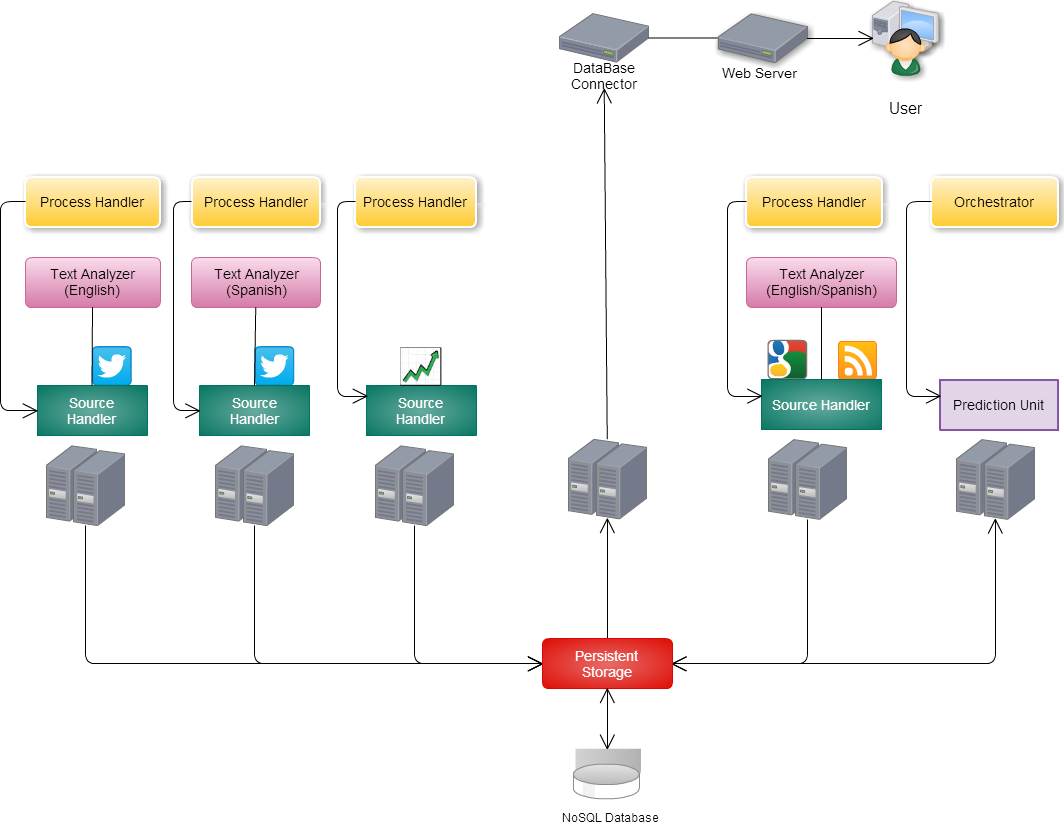 DataBase
Connector
Web Server
User
Process Handler
Process Handler
Process Handler
Process Handler
Orchestrator
Text Analyzer
(English)
Text Analyzer
(Spanish)
Text Analyzer
(English/Spanish)
Source
Handler
Source
Handler
Source
Handler
Source Handler
Prediction Unit
Persistent
Storage
NoSQL Database